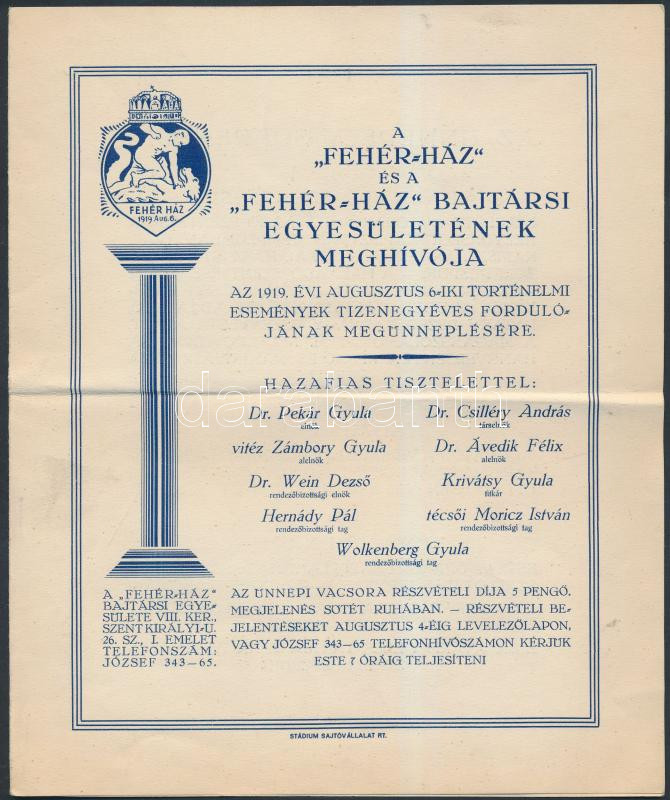 FEHÉR HÁZ
1919 AUG. 6.
A
„FEHÉR-HÁZ“
ÉS A
„FEHÉR-HÁZ“ BAJTÁRSI
EGYESÜLETÉNEK
MEGHÍVÓJA
AZ 1919. ÉVI AUGUSZTUS 6-IKI TÖRTÉNELMI
ESEMÉNYEK TIZENEGYÉVES FORDULÓ-
JÁNAK MEGÜNNEPLÉSÉRE.
HAZAFIAS TISZTELETTEL:
Dr. Pekár Gyula
elnök
Dr. Csilléry András
társelnök
vitéz Zámbory Gyula
alelnök
Dr. Ávedik Félix
alelnök
Dr. Wein Dezső
rendezőbizottsági elnök
Krivátsy Gyula
titkár
Hernády Pál
rendezőbizottsági tag
técsői Moricz István
rendezőbizottsági tag
Wolkenberg Gyula
rendezőbizottsági tag
A „FEHÉR-HÁZ“
BAJTÁRSI EGYE-
SÜLETE VIII. KER.,
SZENT KIRÁLYI-U.
26. SZ., I. EMELET
TELEFONSZÁM:
JÓZSEF 343-65.
AZ ÜNNEPI VACSORA RÉSZVÉTELI DÍJA 5 PENGŐ.
MEGJELENÉS SÖTÉT RUHÁBAN. — RÉSZVÉTELI BE-
JELENTÉSEKET AUGUSZTUS 4-ÉIG LEVELEZŐLAPON,
VAGY JÓZSEF 343-65 TELEFONHÍVÓSZÁMON KÉRJÜK
ESTE 7 ÓRÁIG TELJESÍTENI
STÁDIUM SAJTÓVÁLLALAT RT.
darabanth